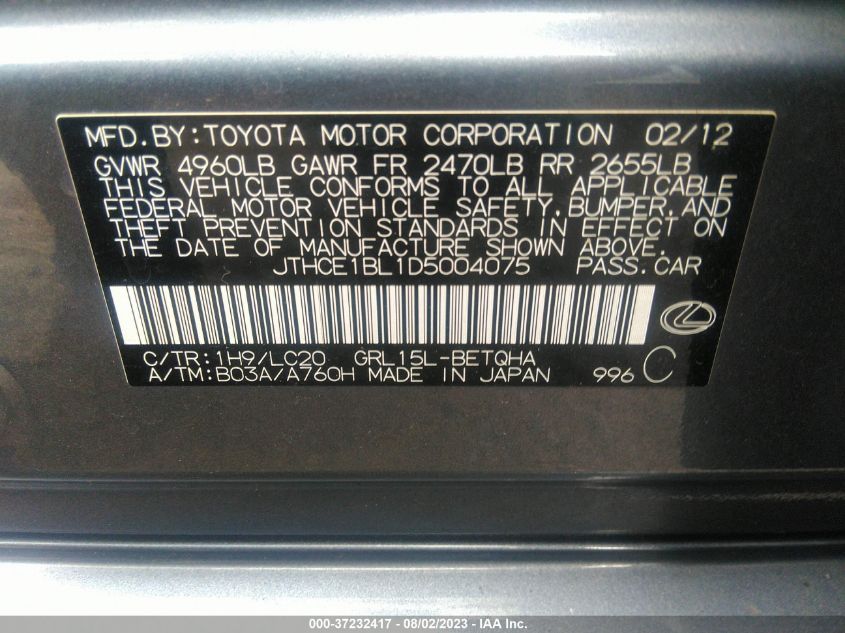 MFD.BY:TOYOTA MOTOR CORPORATION 02/12
GVWR 4960LB GAWR FR 2470LB RR 2655LB
THIS VEHICLE CONFORMS TO ALL APPLICABLE
FEDERAL MOTOR VEHICLE SAFETY,BUMPER,AND
THEFT PREVENTION STANDARDS IN EFFECT ON
THE DATE OF MANUFACTURE SHOWN ABOVE.
JTHCE1BL1D5004075 PASS.CAR
C/TR:1H9/LC20 GRL15L-BETQHA
A/TM:B03A/A760H MADE IN JAPAN 996 C
000-37232417 - 08/02/2023 - © 2023 - IAA Inc.